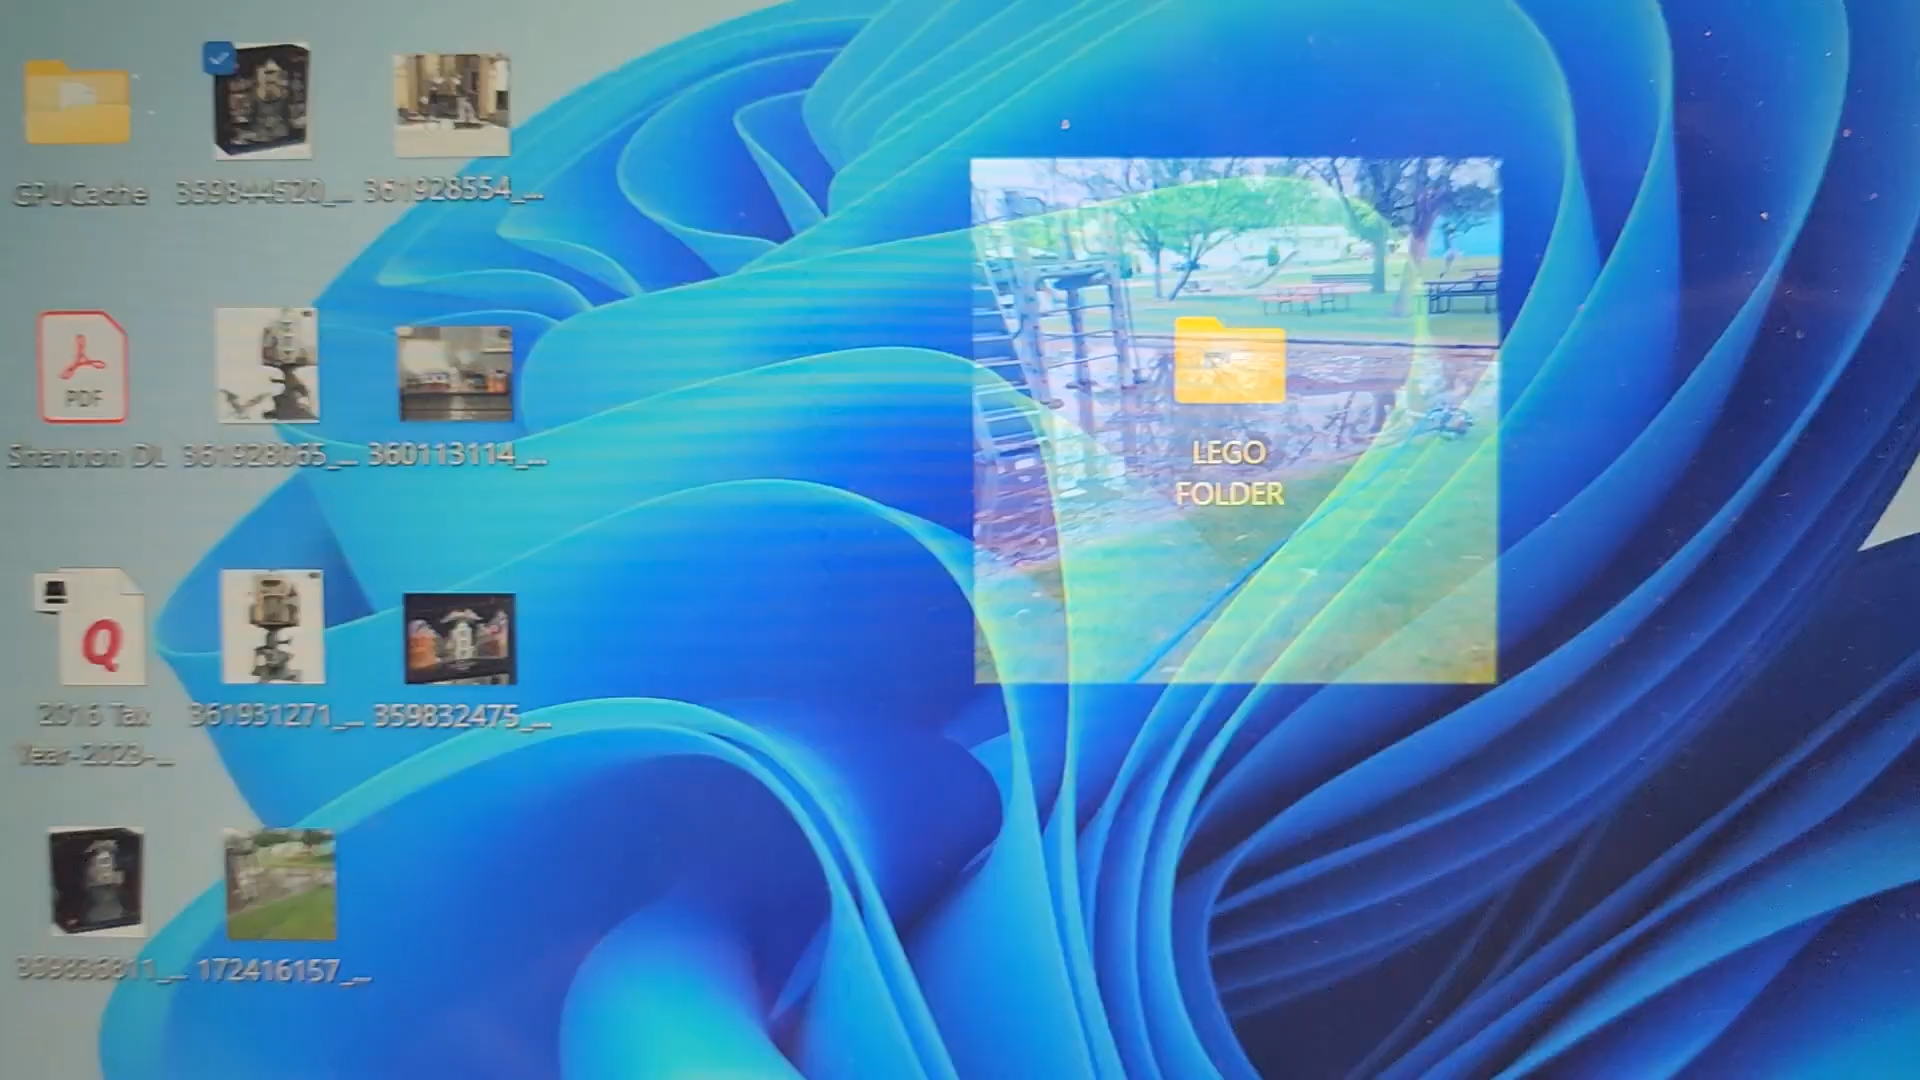 GPUCache
359844520_...
361928554_...
PDF
Shannon DL
361928065_...
360113114_...
Q
2016 Tax
Year-2023-...
361931271_...
359832475_...
172416157_...
LEGO
FOLDER